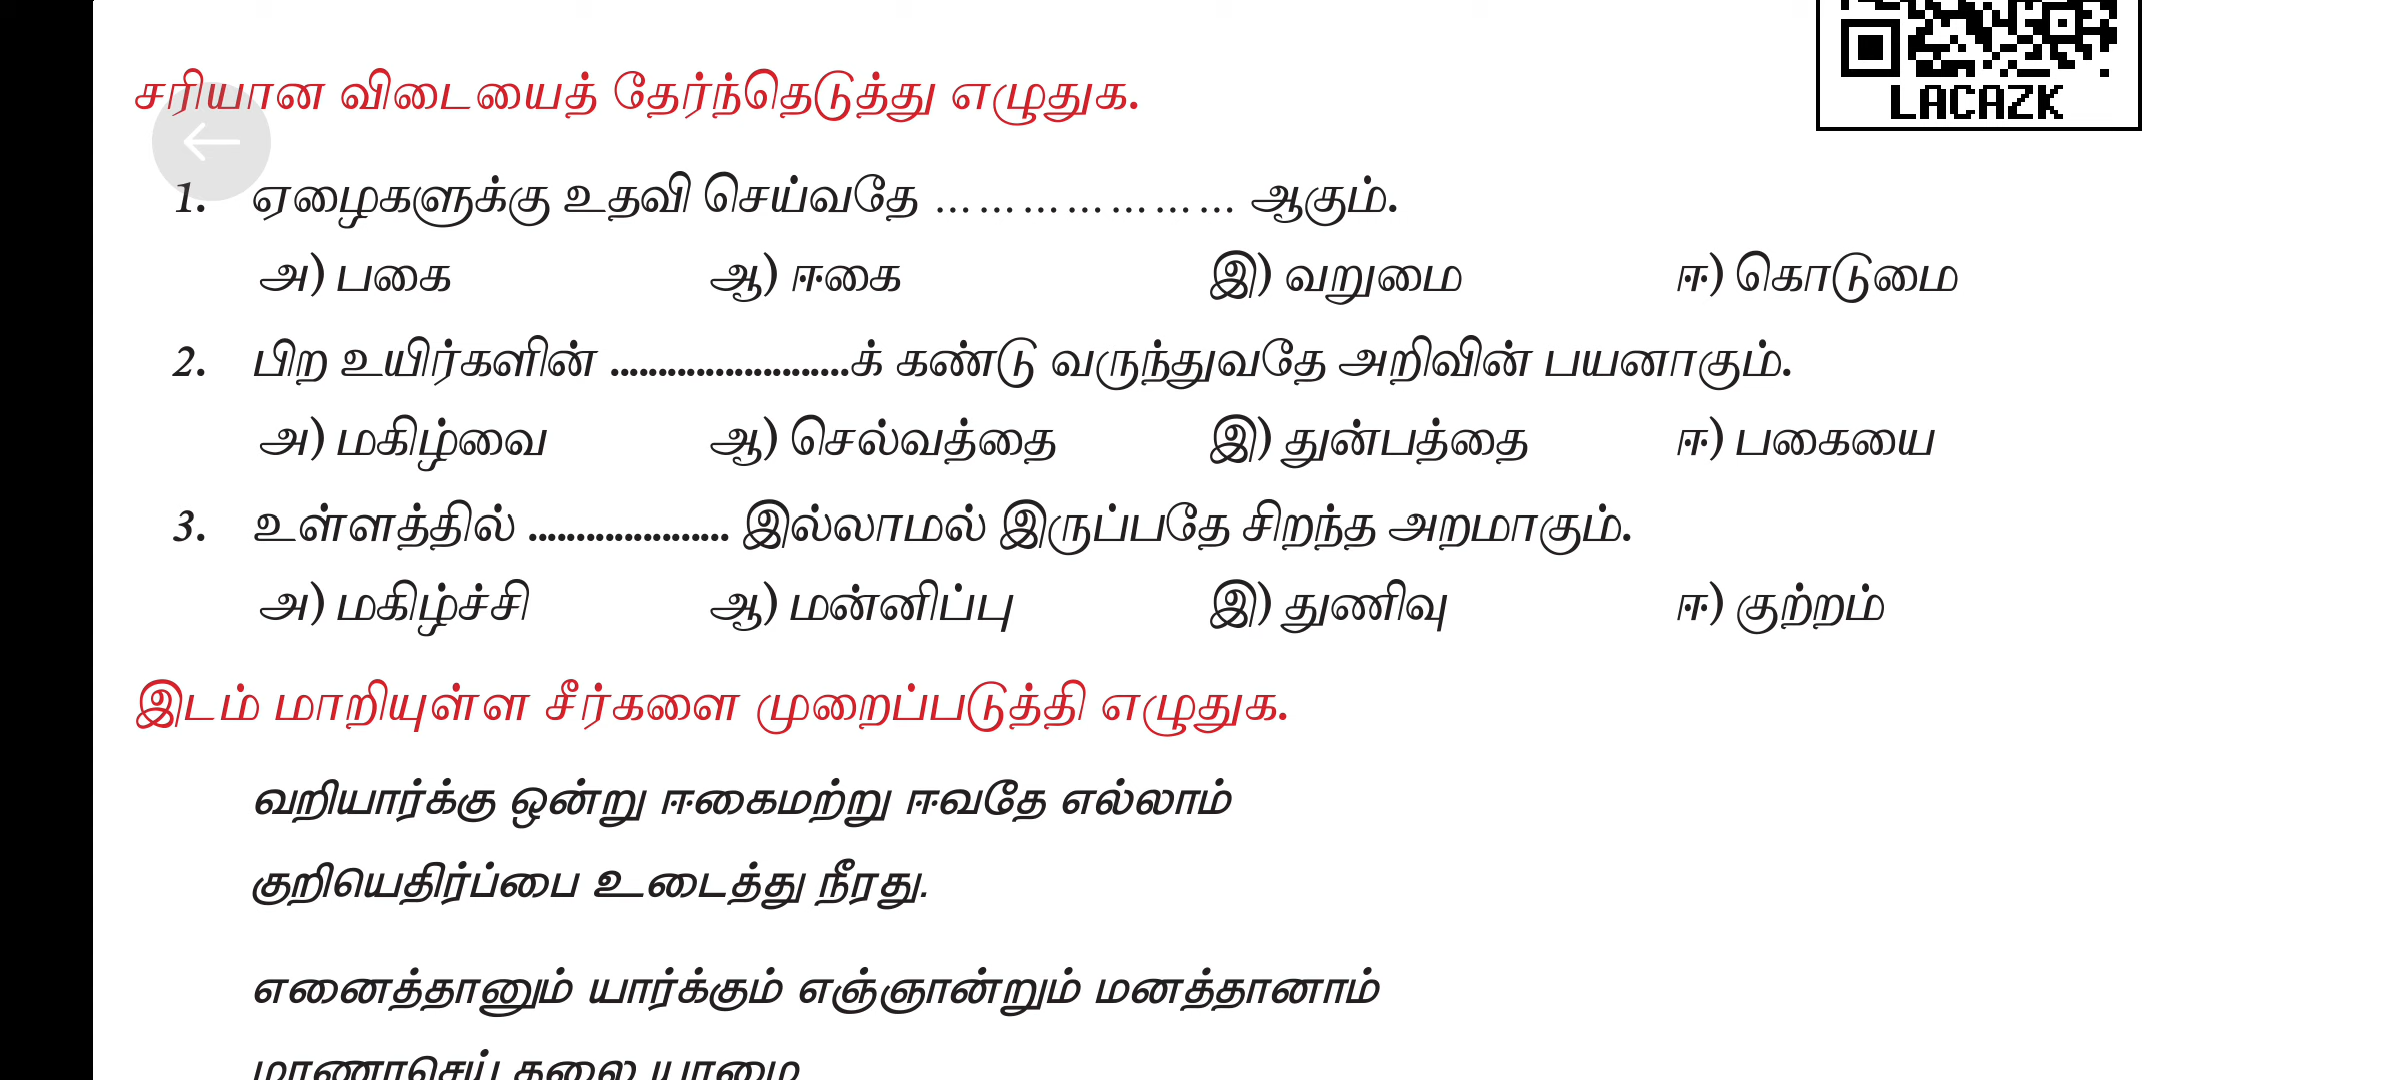 LACAZK
சரியான விடையைத் தேர்ந்தெடுத்து எழுதுக.
1. ஏழைகளுக்கு உதவி செய்வதே ………………… ஆகும்.
அ) பகை ஆ) ஈகை இ) வறுமை ஈ) கொடுமை
2. பிற உயிர்களின் .........................க் கண்டு வருந்துவதே அறிவின் பயனாகும்.
அ) மகிழ்வை ஆ) செல்வத்தை இ) துன்பத்தை ஈ) பகையை
3. உள்ளத்தில் ..................... இல்லாமல் இருப்பதே சிறந்த அறமாகும்.
அ) மகிழ்ச்சி ஆ) மன்னிப்பு இ) துணிவு ஈ) குற்றம்
இடம் மாறியுள்ள சீர்களை முறைப்படுத்தி எழுதுக.
வறியார்க்கு ஒன்று ஈகைமற்று ஈவதே எல்லாம்
குறியெதிர்ப்பை உடைத்து நீரது.
எனைத்தானும் யார்க்கும் எஞ்ஞான்றும் மனத்தானாம்
மாணாசெய் தலை யாமை